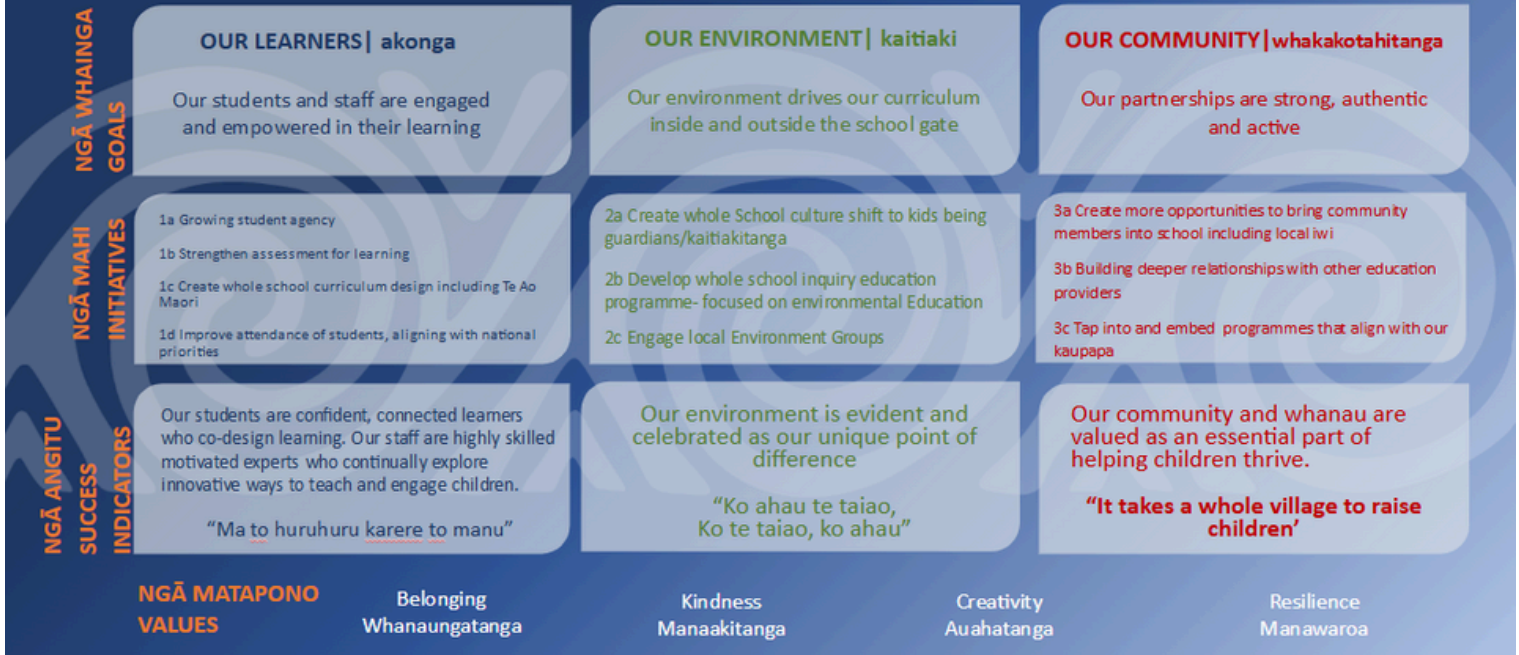 NGĀ WHAINGA
GOALS
OUR LEARNERS| akonga
Our students and staff are engaged
and empowered in their learning
OUR ENVIRONMENT| kaitiaki
Our environment drives our curriculum
inside and outside the school gate
OUR COMMUNITY|whakakotahitanga
Our partnerships are strong, authentic
and active
NGĀ MAHI
INITIATIVES
1a Growing student agency
1b Strengthen assessment for learning
1c Create whole school curriculum design including Te Ao
Maori
1d Improve attendance of students, aligning with national
priorities
2a Create whole School culture shift to kids being
guardians/kaitiakitanga
2b Develop whole school inquiry education
programme- focused on environmental Education
2c Engage local Environment Groups
3a Create more opportunities to bring community
members into school including local iwi
3b Building deeper relationships with other education
providers
3c Tap into and embed programmes that align with our
kaupapa
NGĀ ANGITU
SUCCESS
INDICATORS
Our students are confident, connected learners
who co-design learning. Our staff are highly skilled
motivated experts who continually explore
innovative ways to teach and engage children.
“Ma to huruhuru karere to manu”
Our environment is evident and
celebrated as our unique point of
difference
“Ko ahau te taiao,
Ko te taiao, ko ahau”
Our community and whanau are
valued as an essential part of
helping children thrive.
“It takes a whole village to raise
children’
NGĀ MATAPONO
VALUES
Belonging
Whanaungatanga
Kindness
Manaakitanga
Creativity
Auahatanga
Resilience
Manawaroa